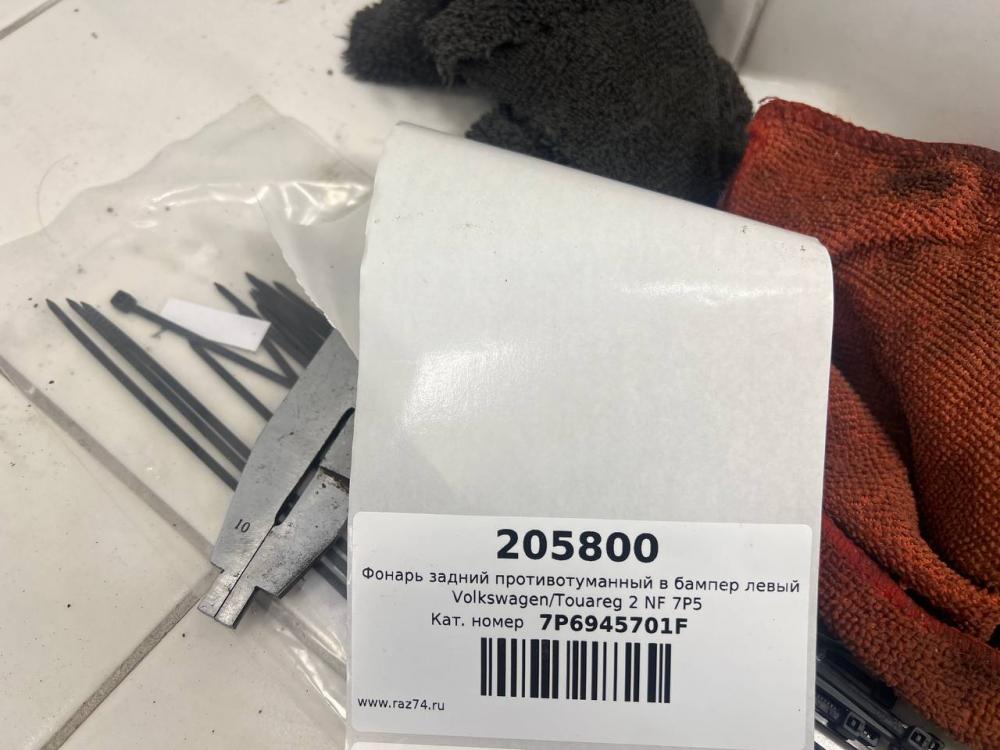 10
205800
Фонарь задний противотуманный в бампер левый
Volkswagen/Touareg 2 NF 7P5
Кат. номер 7P6945701F
www.raz74.ru